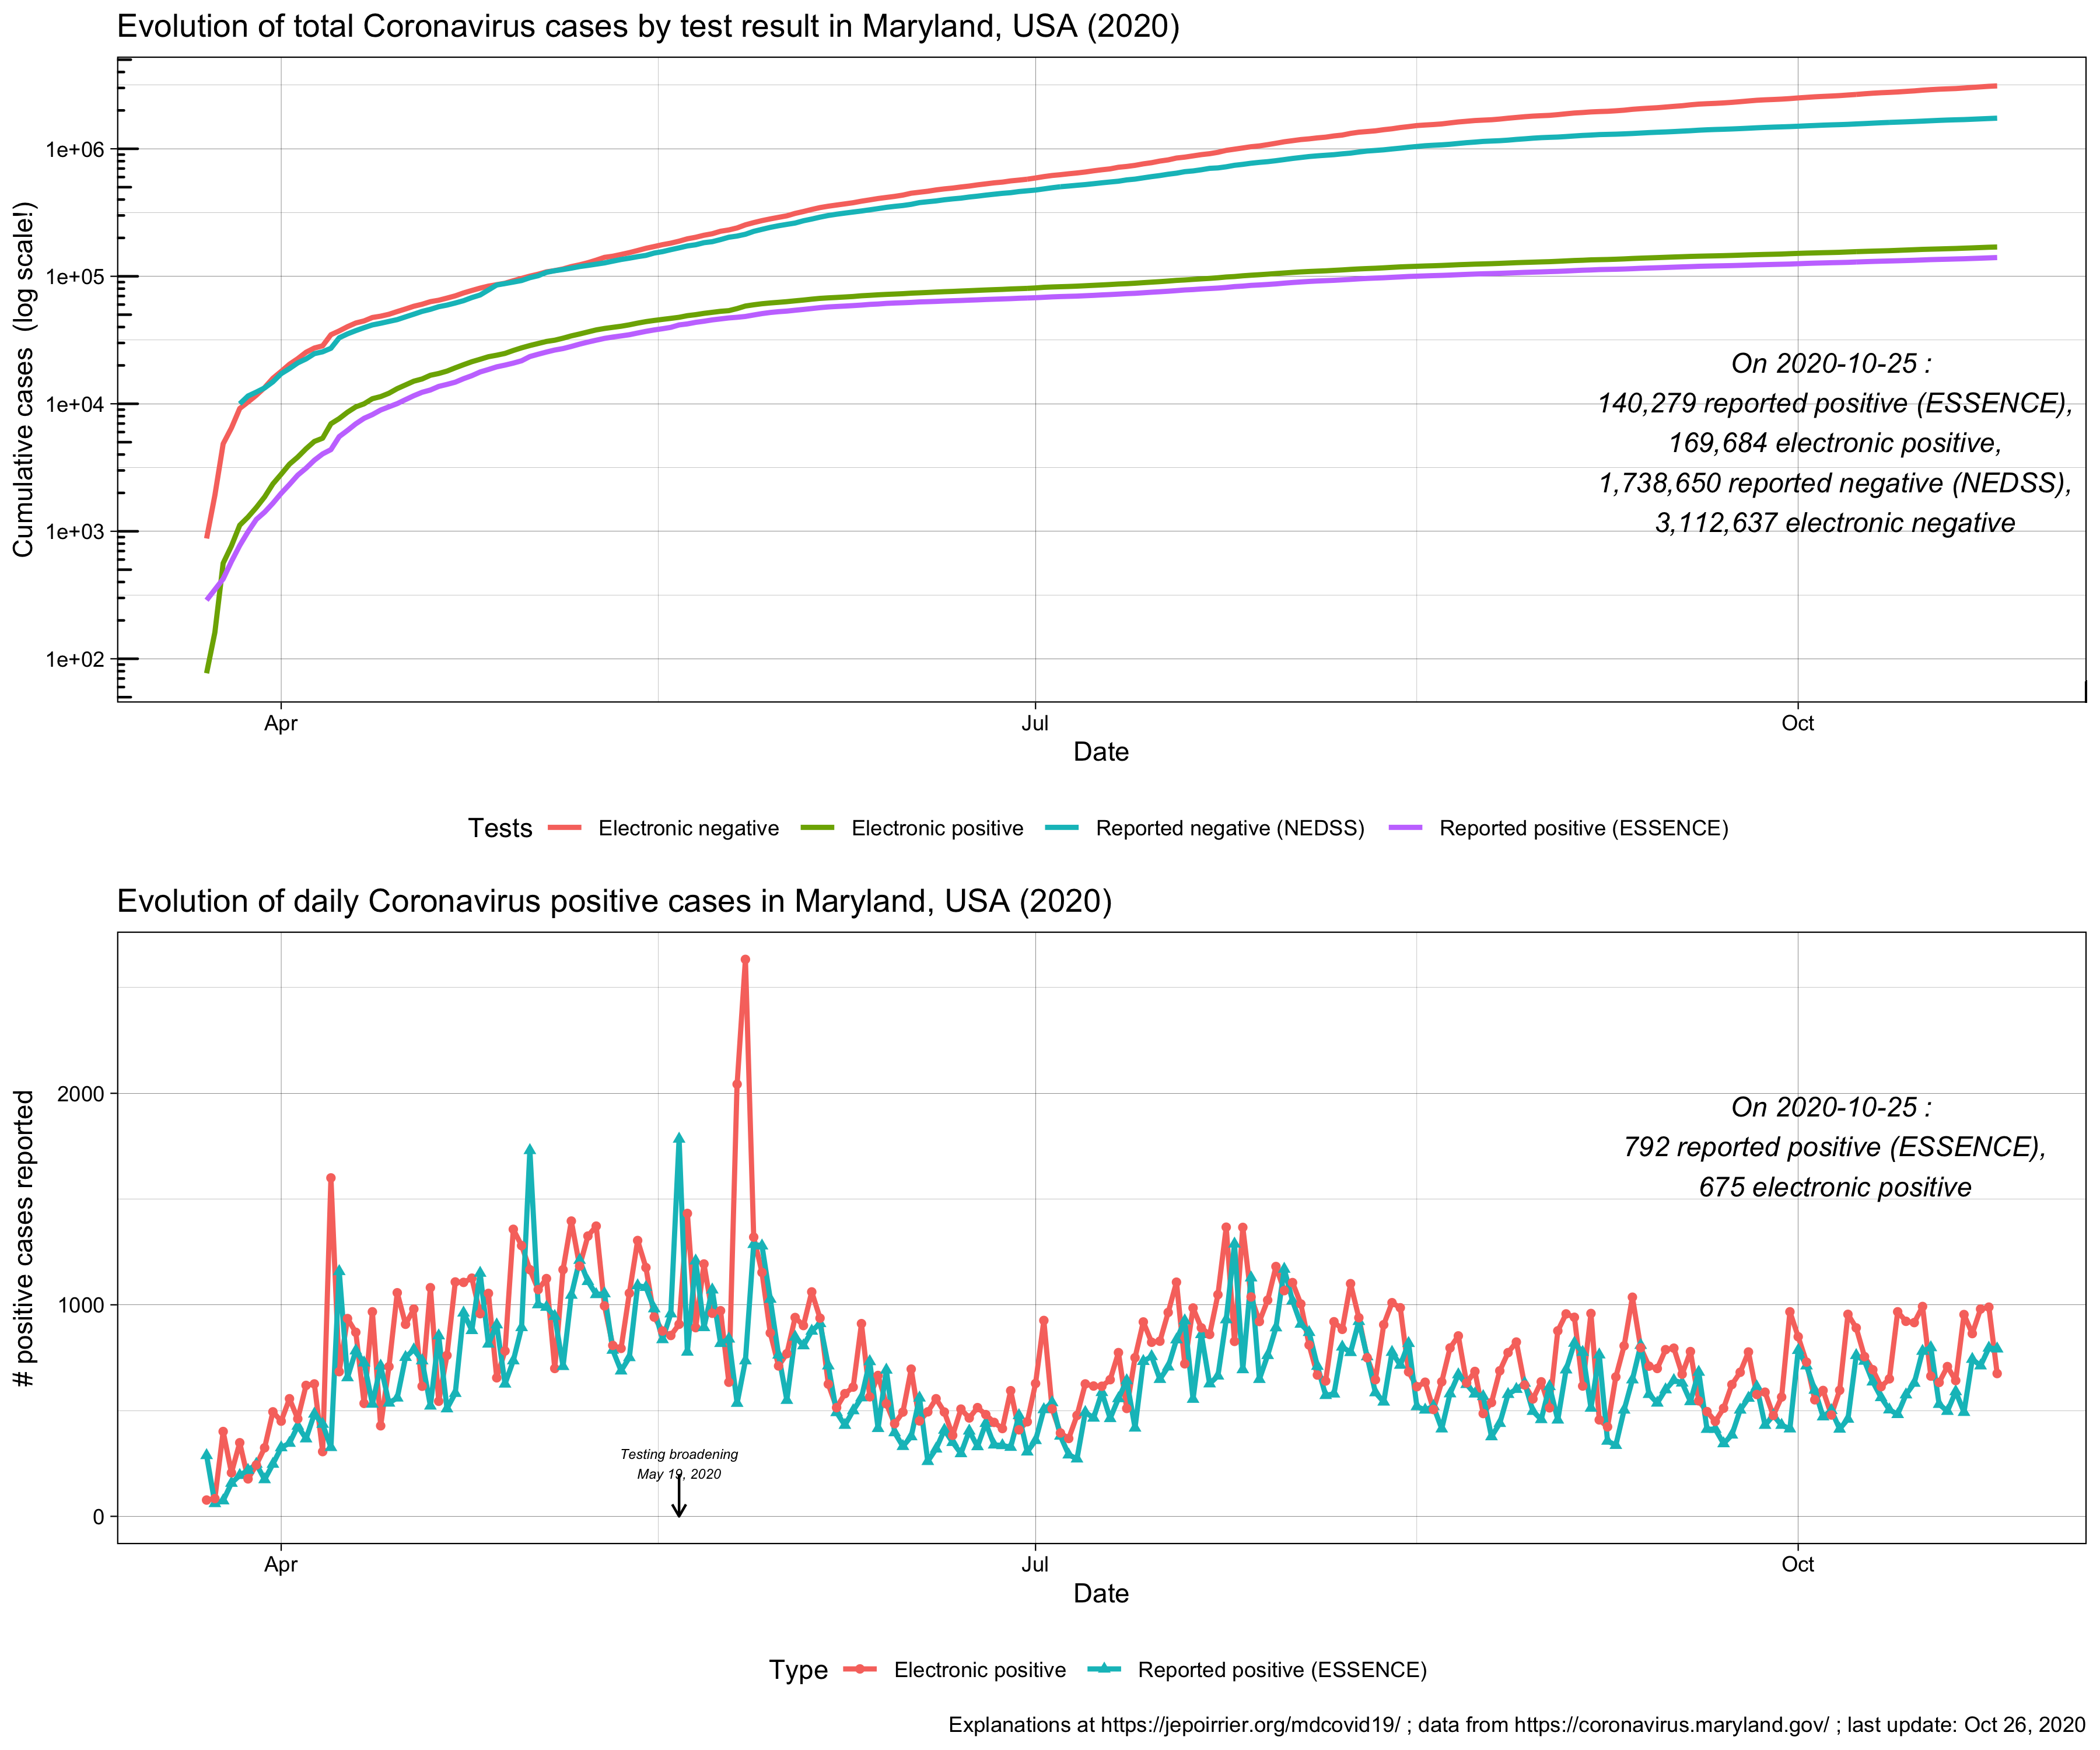 Evolution of total Coronavirus cases by test result in Maryland, USA (2020)
Cumulative cases (log scale!)
1e+06
1e+05
1e+04
1e+03
1e+02
On 2020-10-25 :
140,279 reported positive (ESSENCE),
169,684 electronic positive,
1,738,650 reported negative (NEDSS),
3,112,637 electronic negative
Apr Jul Oct
Date
Tests Electronic negative Electronic positive Reported negative (NEDSS) Reported positive (ESSENCE)
Evolution of daily Coronavirus positive cases in Maryland, USA (2020)
# positive cases reported
2000
1000
0
On 2020-10-25 :
792 reported positive (ESSENCE),
675 electronic positive
Testing broadening
May 19, 2020
Apr Jul Oct
Date
Type Electronic positive Reported positive (ESSENCE)
Explanations at https://jepoirrier.org/mdcovid19/ ; data from https://coronavirus.maryland.gov/ ; last update: Oct 26, 2020